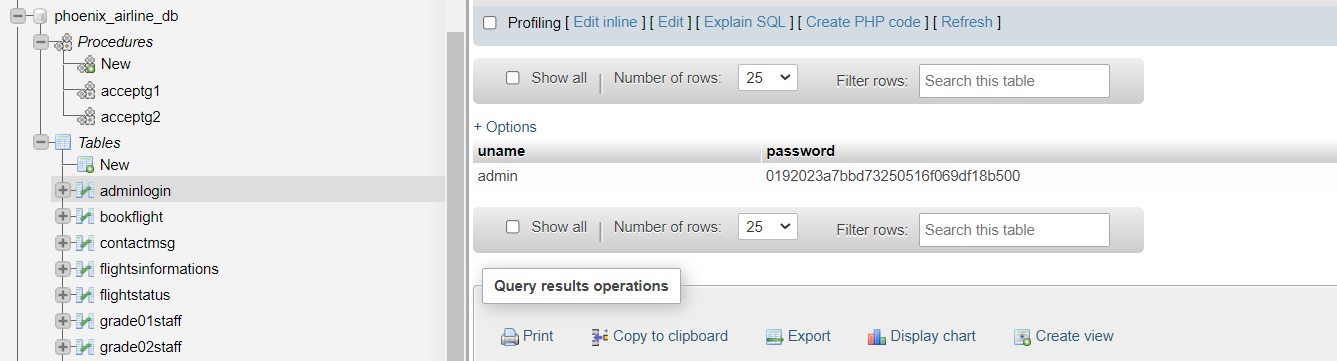 phoenix_airline_db
Procedures
New
acceptg1
acceptg2
Tables
New
adminlogin
bookflight
contactmsg
flightsinformations
flightstatus
grade01staff
grade02staff
Profiling [ Edit inline ] [ Edit ] [ Explain SQL ] [ Create PHP code ] [ Refresh ]
Show all | Number of rows: 25 Filter rows: Search this table
+ Options
uname password
admin 0192023a7bbd73250516f069df18b500
Show all | Number of rows: 25 Filter rows: Search this table
Query results operations
Print Copy to clipboard Export Display chart Create view